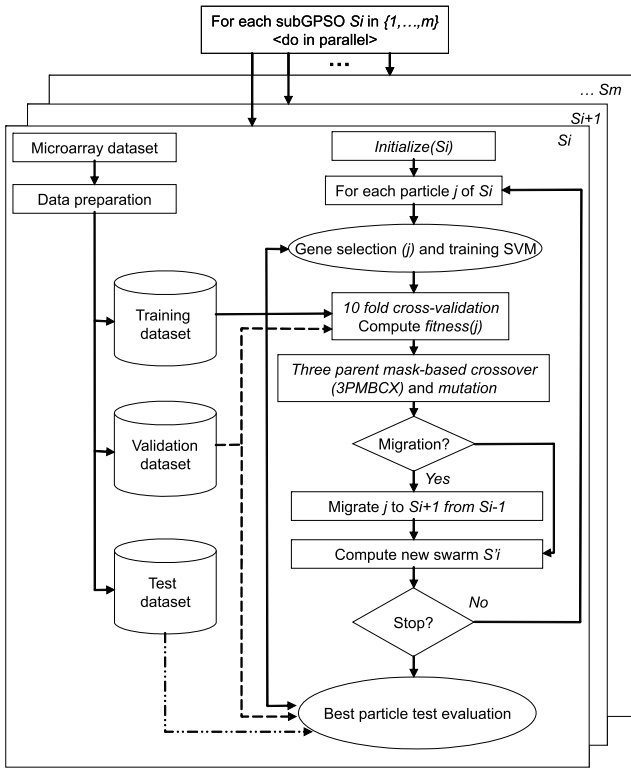 For each subGPSO Si in {1,...,m}
<do in parallel>
...
... Sm
Si+1
Si
Microarray dataset
Data preparation
Training
dataset
Validation
dataset
Test
dataset
Initialize(Si)
For each particle j of Si
Gene selection (j) and training SVM
10 fold cross-validation
Compute fitness(j)
Three parent mask-based crossover
(3PMBCX) and mutation
Migration?
Yes
Migrate j to Si+1 from Si-1
Compute new swarm S'i
No
Stop?
Best particle test evaluation